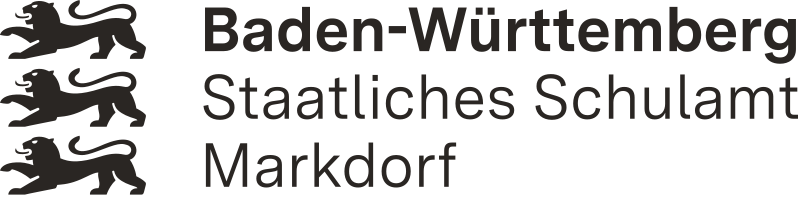 Baden-Württemberg
Staatliches Schulamt
Markdorf